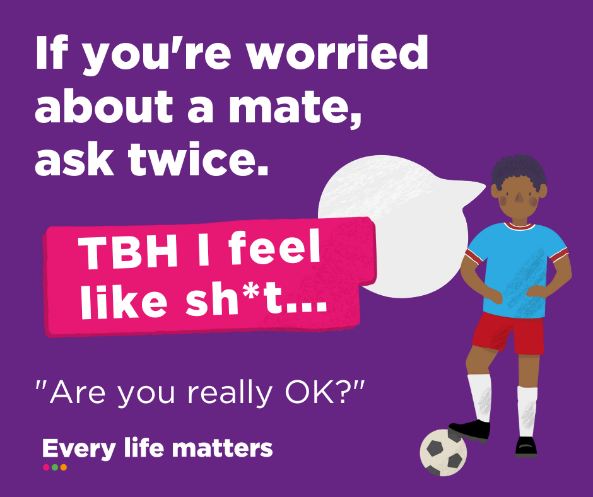 If you're worried
about a mate,
ask twice.
TBH I feel
like sh*t...
"Are you really OK?"
Every life matters